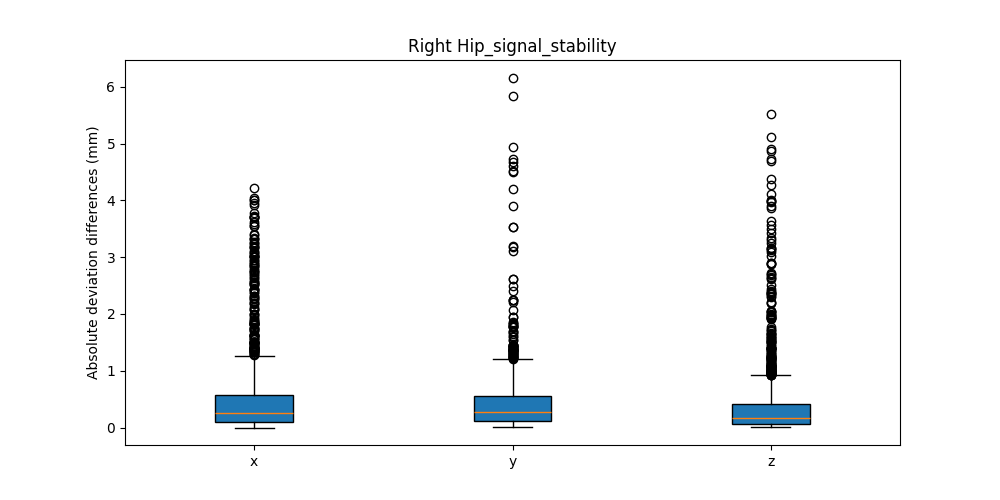 Right Hip_signal_stability
Absolute deviation differences (mm)
6
5
4
3
2
1
0
x
y
z